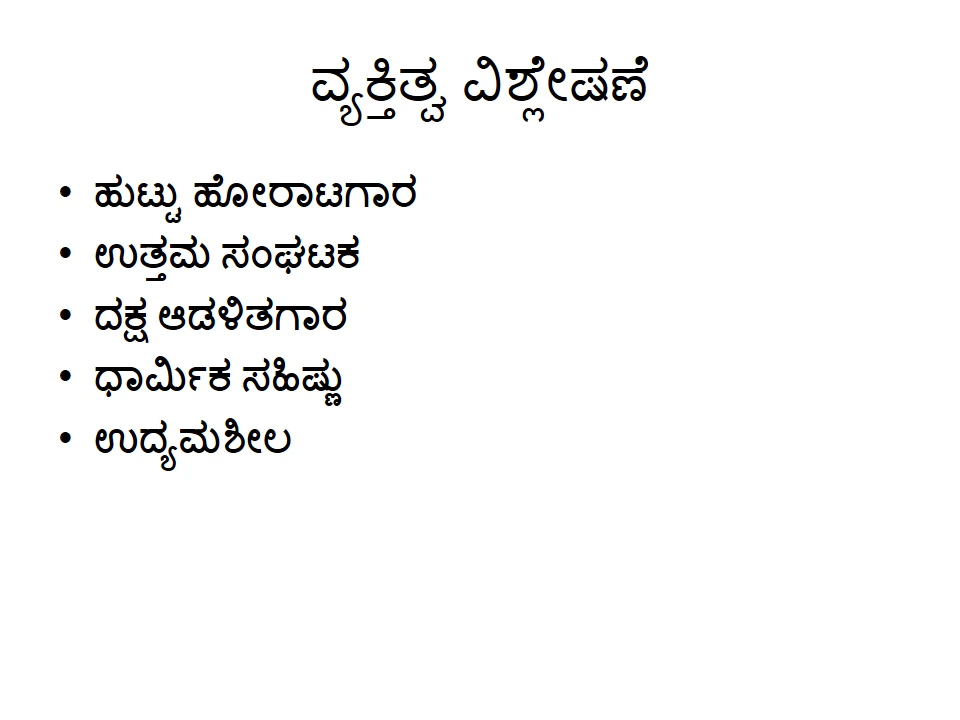 ವ್ಯಕ್ತಿತ್ವ ವಿಶ್ಲೇಷಣೆ
• ಹುಟ್ಟು ಹೋರಾಟಗಾರ
• ಉತ್ತಮ ಸಂಘಟಕ
• ದಕ್ಷ ಆಡಳಿತಗಾರ
• ಧಾರ್ಮಿಕ ಸಹಿಷ್ಣು
• ಉದ್ಯಮಶೀಲ